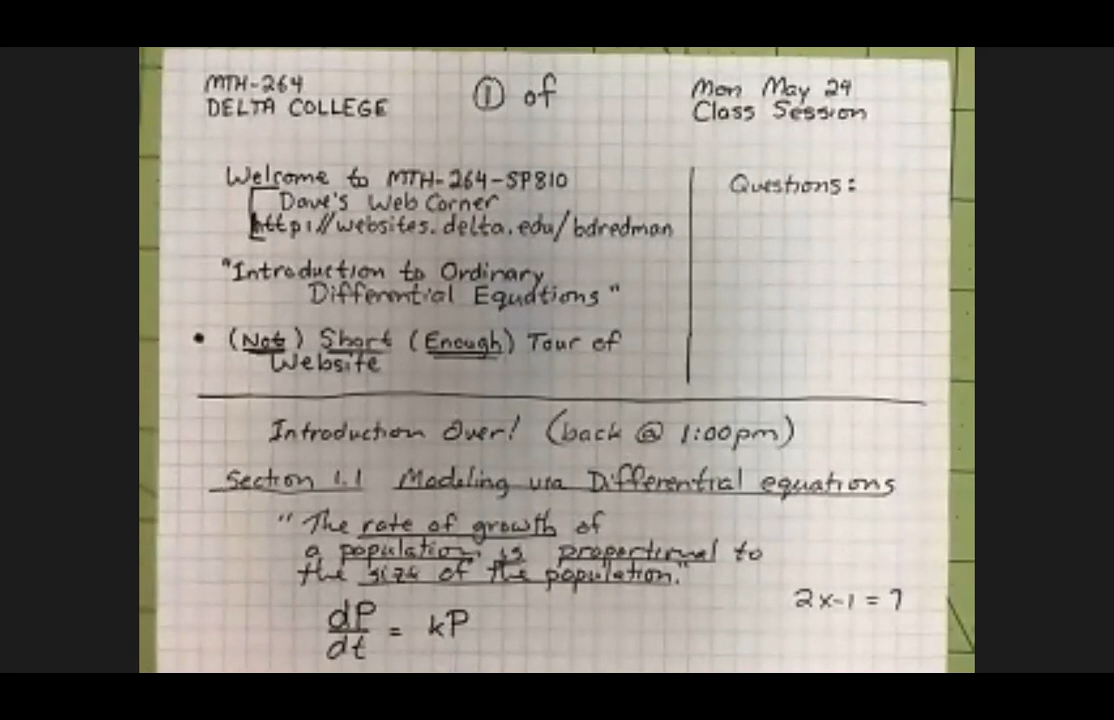 MTH-264
DELTA COLLEGE
① of
Mon May 29
Class Session
Welcome to MTH-264-SP810
Dave's Web Corner
http://websites.delta.edu/bdredman
Questions:
"Introduction to Ordinary
Differential Equations"
• (Not) Short (Enough) Tour of
Website
Introduction Over! (back @ 1:00pm)
Section 1.1 Modeling via Differential equations
"The rate of growth of
a population is proportional to
the size of the population."
dP/dt = kP
2x-1=7